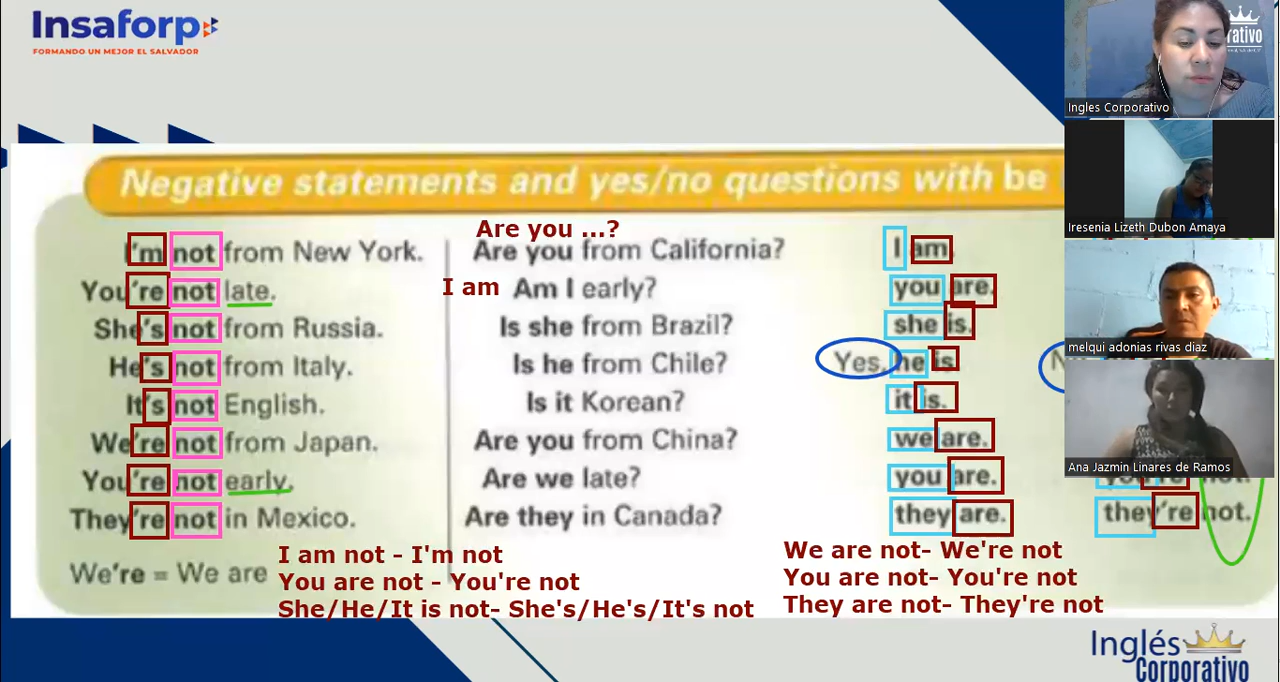 Insaforp
FORMANDO UN MEJOR EL SALVADOR
Ingles Corporativo
Iresenia Lizeth Dubon Amaya
melqui adonias rivas diaz
Ana Jazmin Linares de Ramos
Negative statements and yes/no questions with be
I'm not from New York.
You're not late.
She's not from Russia.
He's not from Italy.
It's not English.
We're not from Japan.
You're not early.
They're not in Mexico.
We're = We are
Are you ...?
Are you from California?
I am Am I early?
Is she from Brazil?
Is he from Chile?
Is it Korean?
Are you from China?
Are we late?
Are they in Canada?
I am.
you are.
she is.
Yes, he is.
it is.
we are.
you are.
they are.
you're not.
they're not.
I am not - I'm not
You are not - You're not
She/He/It is not- She's/He's/It's not
We are not- We're not
You are not- You're not
They are not- They're not
Inglés
Corporativo